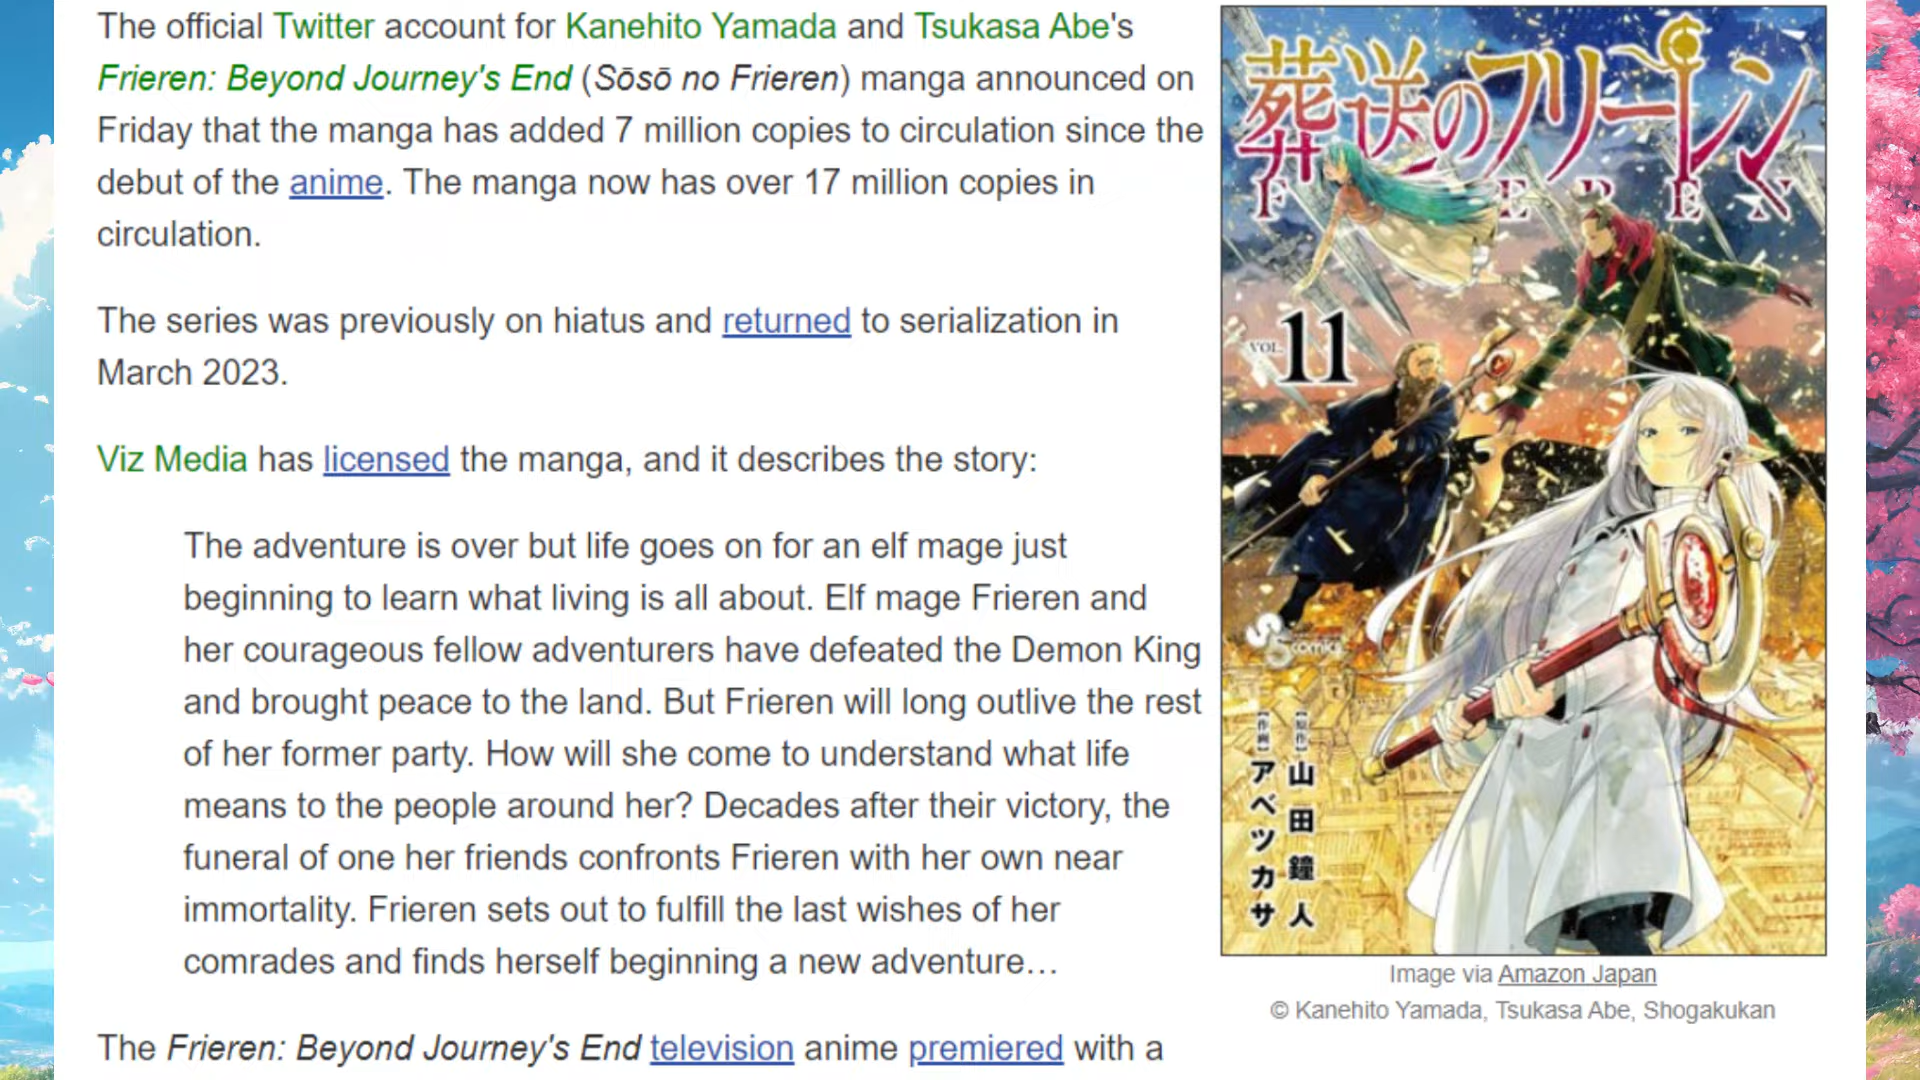 The official Twitter account for Kanehito Yamada and Tsukasa Abe's
Frieren: Beyond Journey's End (Sōsō no Frieren) manga announced on
Friday that the manga has added 7 million copies to circulation since the
debut of the anime. The manga now has over 17 million copies in
circulation.
The series was previously on hiatus and returned to serialization in
March 2023.
Viz Media has licensed the manga, and it describes the story:
The adventure is over but life goes on for an elf mage just
beginning to learn what living is all about. Elf mage Frieren and
her courageous fellow adventurers have defeated the Demon King
and brought peace to the land. But Frieren will long outlive the rest
of her former party. How will she come to understand what life
means to the people around her? Decades after their victory, the
funeral of one her friends confronts Frieren with her own near
immortality. Frieren sets out to fulfill the last wishes of her
comrades and finds herself beginning a new adventure…
The Frieren: Beyond Journey's End television anime premiered with a
葬送のフリーレン
VOL. 11
comics
【原作】山田鐘人
【作画】アベツカサ
Image via Amazon Japan
© Kanehito Yamada, Tsukasa Abe, Shogakukan